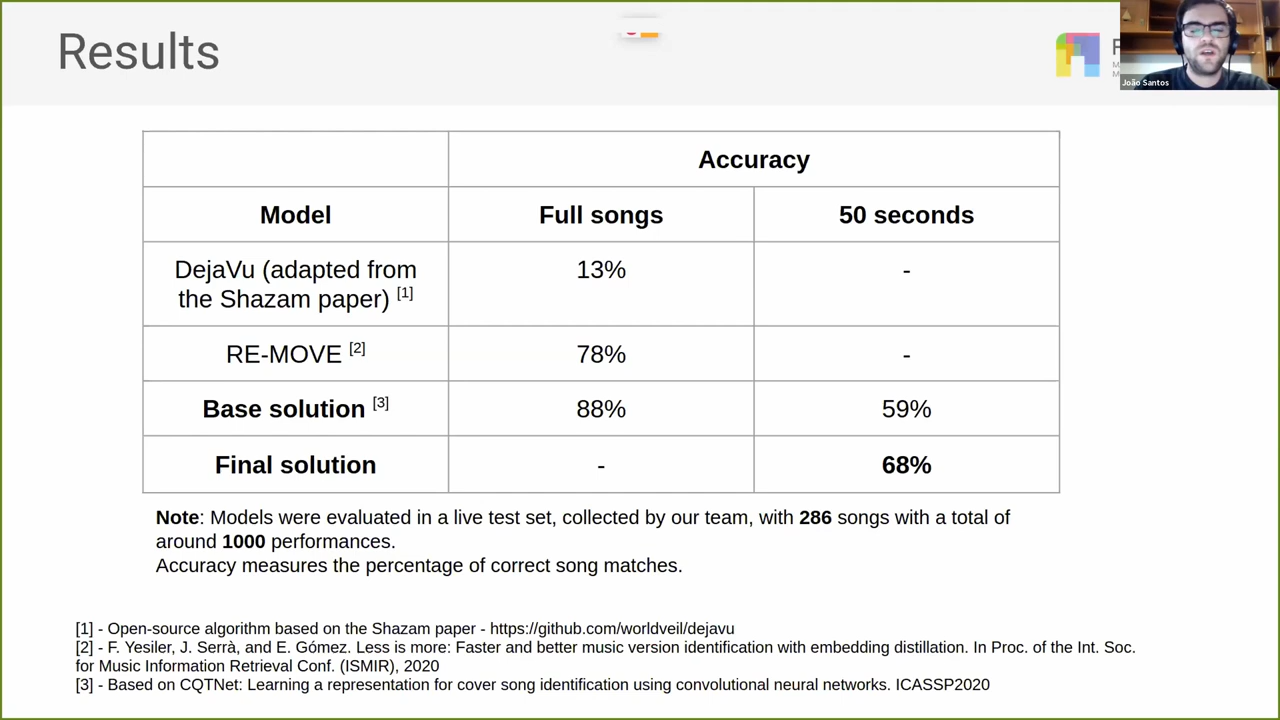 Results
João Santos
Accuracy
Model
Full songs
50 seconds
DejaVu (adapted from
the Shazam paper) [1]
13%
-
RE-MOVE [2]
78%
-
Base solution [3]
88%
59%
Final solution
-
68%
Note: Models were evaluated in a live test set, collected by our team, with 286 songs with a total of
around 1000 performances.
Accuracy measures the percentage of correct song matches.
[1] - Open-source algorithm based on the Shazam paper - https://github.com/worldveil/dejavu
[2] - F. Yesiler, J. Serrà, and E. Gómez. Less is more: Faster and better music version identification with embedding distillation. In Proc. of the Int. Soc.
for Music Information Retrieval Conf. (ISMIR), 2020
[3] - Based on CQTNet: Learning a representation for cover song identification using convolutional neural networks. ICASSP2020